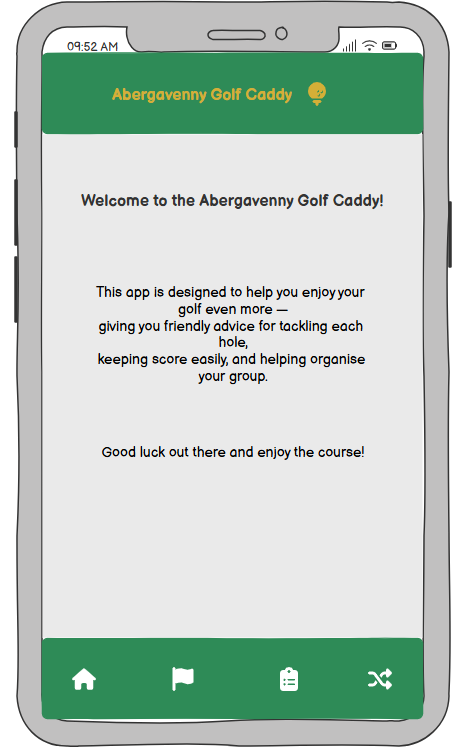 09:52 AM
Abergavenny Golf Caddy
Welcome to the Abergavenny Golf Caddy!
This app is designed to help you enjoy your
golf even more —
giving you friendly advice for tackling each
hole,
keeping score easily, and helping organise
your group.
Good luck out there and enjoy the course!